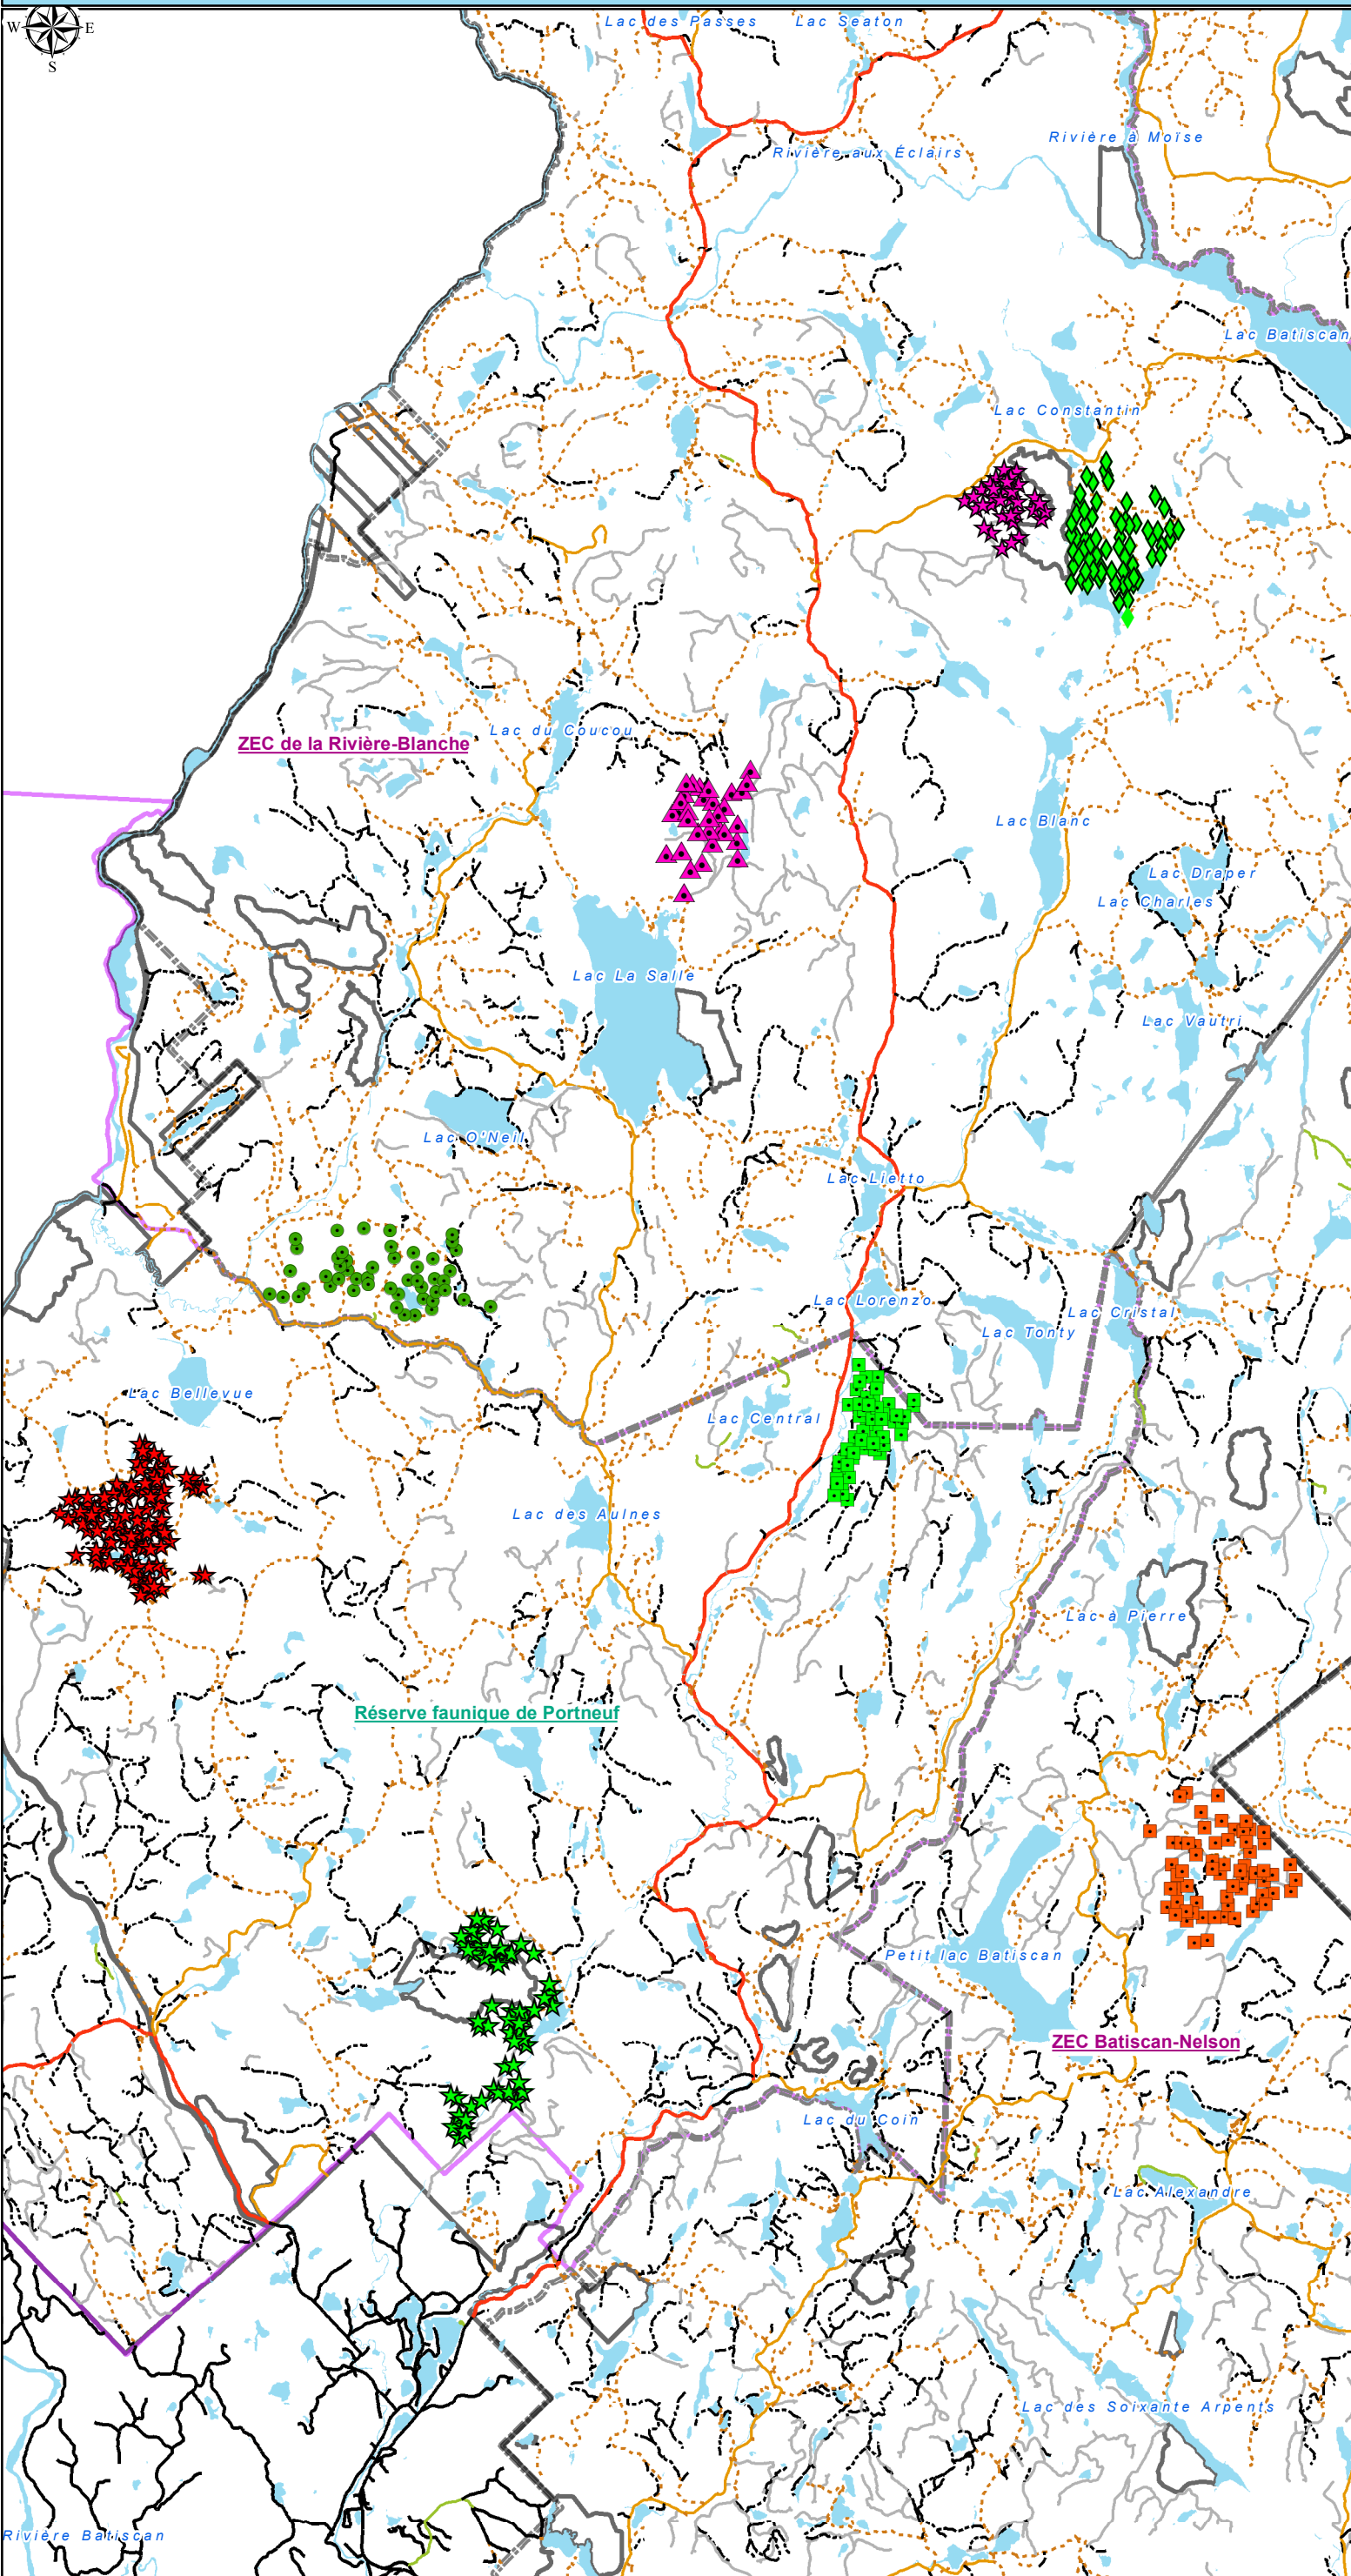 Lac des Passes
Lac Seaton
W
E
S
Rivière à Moïse
Rivière aux Éclairs
Lac Batiscan
Lac Constantin
Lac du Coucou
ZEC de la Rivière-Blanche
Lac Blanc
Lac Draper
Lac Charles
Lac La Salle
Lac Vautri
Lac O'Neil
Lac Lietto
Lac Lorenzo
Lac Cristal
Lac Tonty
Lac Bellevue
Lac Central
Lac des Aulnes
Lac à Pierre
Réserve faunique de Portneuf
Petit lac Batiscan
ZEC Batiscan-Nelson
Lac du Coin
Lac Alexandre
Lac des Soixante Arpents
Rivière Batiscan